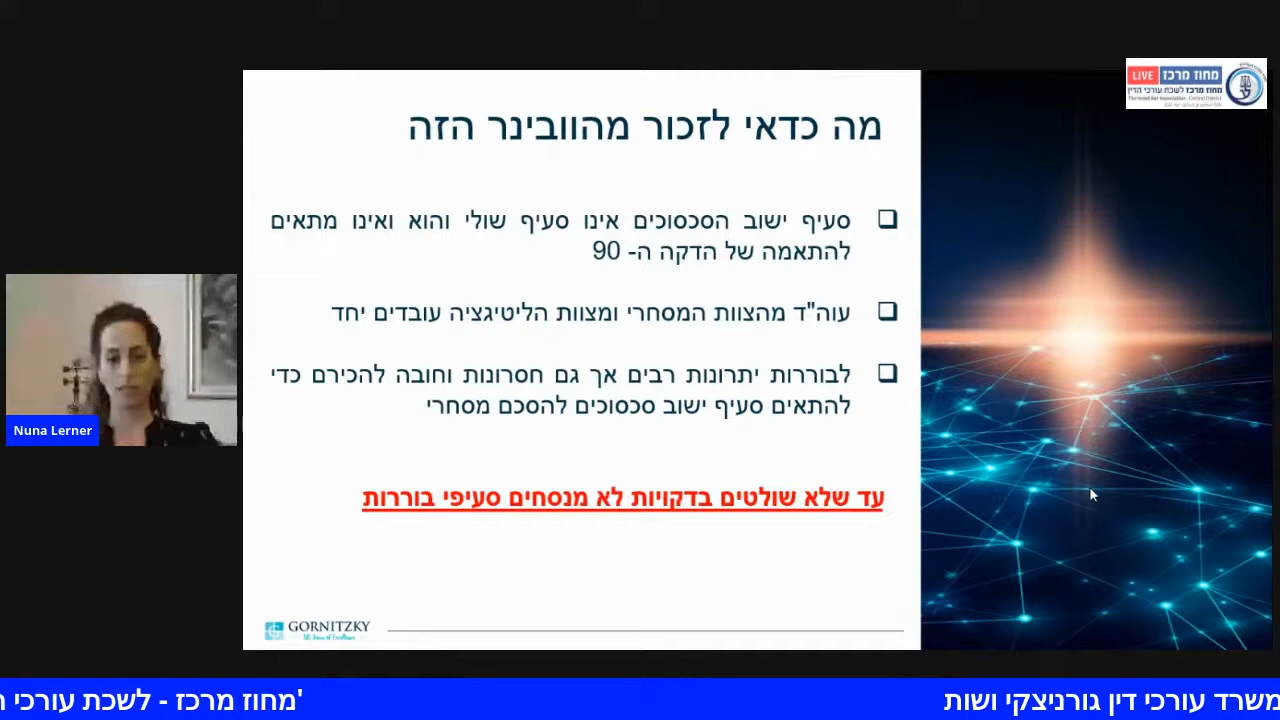 LIVE מחוז מרכז
מחוז מרכז לשכת עורכי הדין
מה כדאי לזכור מהוובינר הזה
סעיף ישוב הסכסוכים אינו סעיף שולי והוא ואינו מתאים
להתאמה של הדקה ה- 90
עוה"ד מהצוות המסחרי ומצוות הליטיגציה עובדים יחד
לבוררות יתרונות רבים אך גם חסרונות וחובה להכירם כדי
להתאים סעיף ישוב סכסוכים להסכם מסחרי
עד שלא שולטים בדקויות לא מנסחים סעיפי בוררות
Nuna Lerner
GORNITZKY
משרד עורכי דין גורניצקי ושות
'מחוז מרכז - לשכת עורכי ה